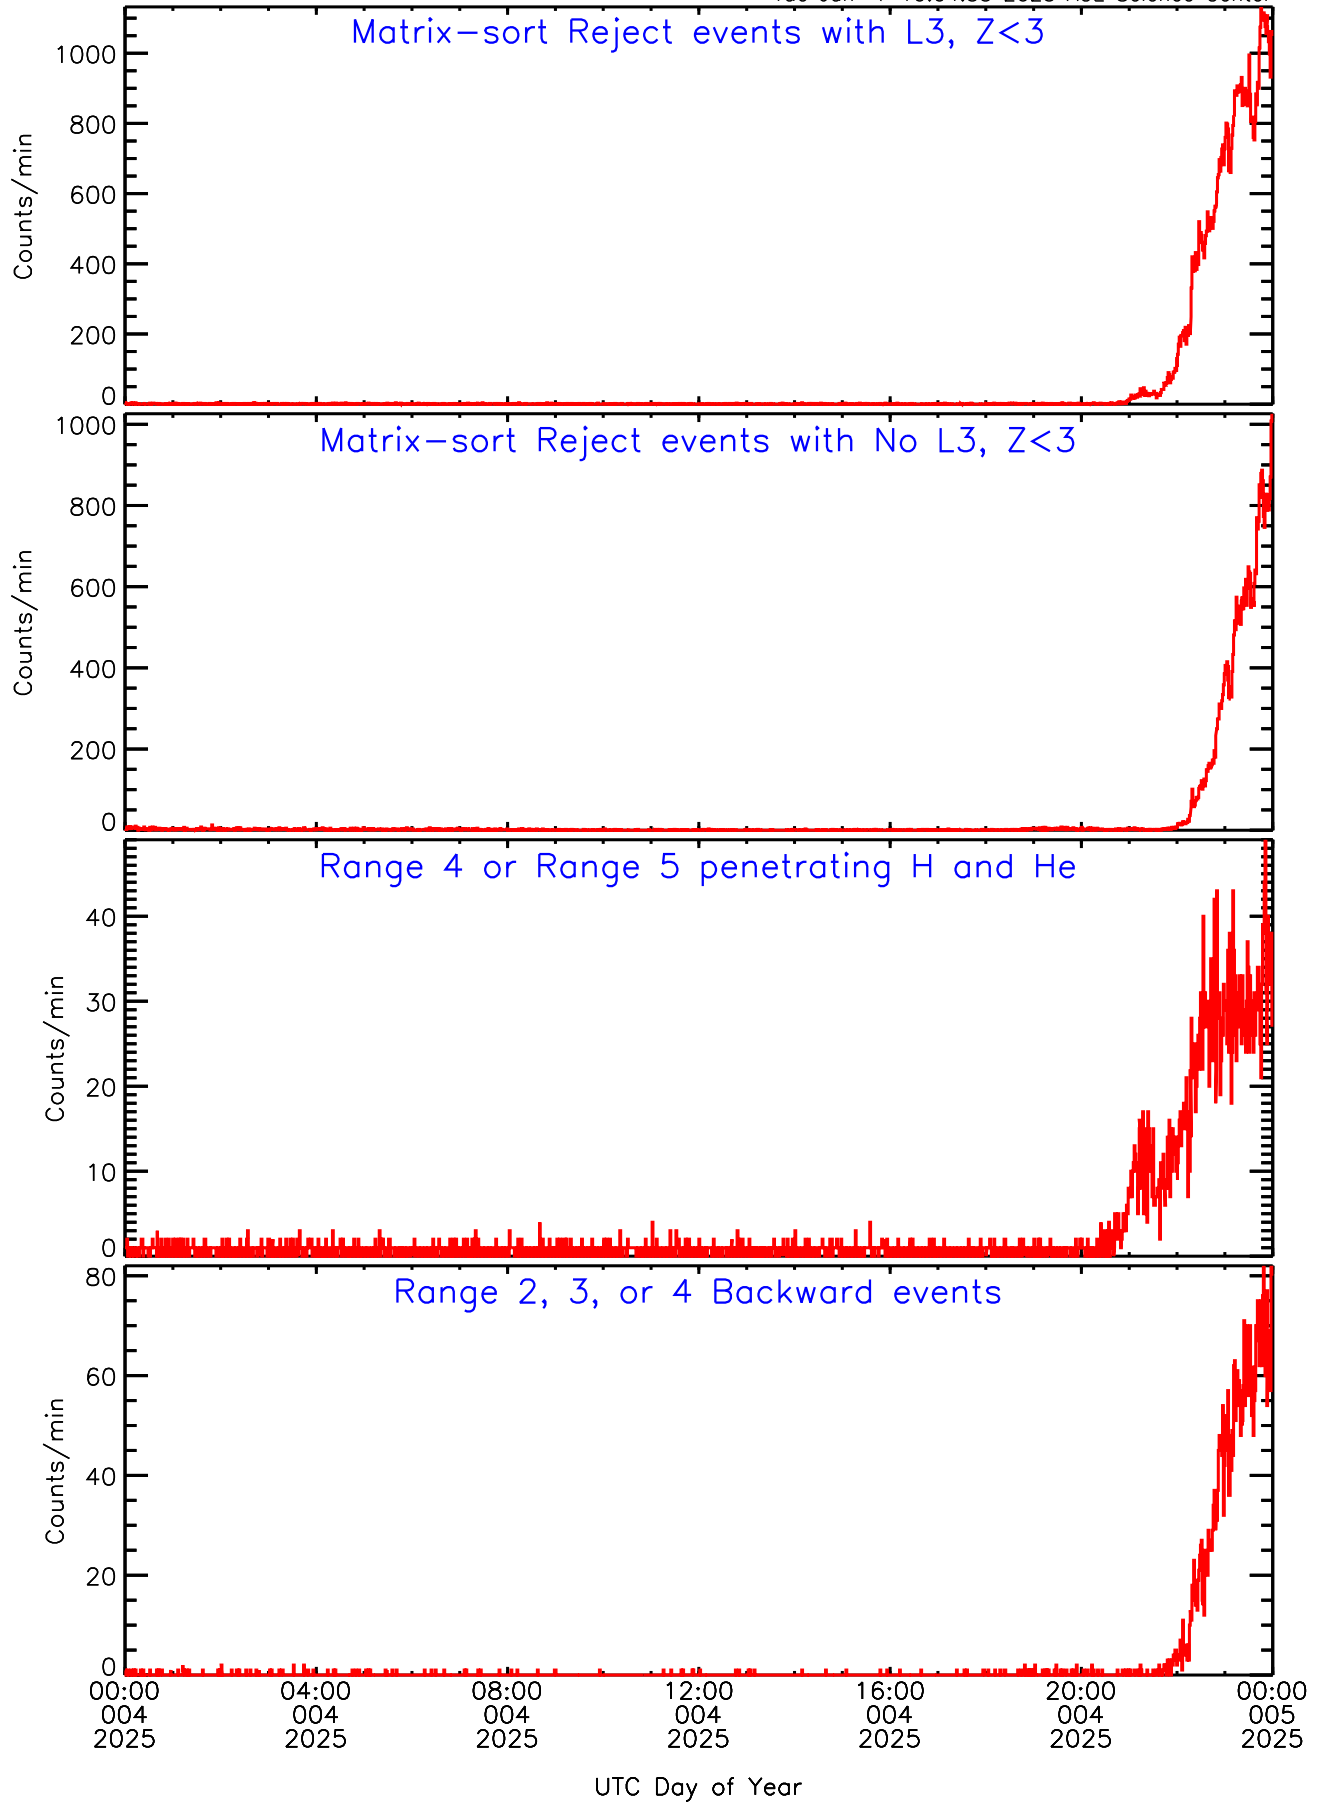 Matrix-sort Reject events with L3, Z<3
1000
800
600
400
200
0
Counts/min
Matrix-sort Reject events with No L3, Z<3
1000
800
600
400
200
0
Counts/min
Range 4 or Range 5 penetrating H and He
40
30
20
10
0
Counts/min
Range 2, 3, or 4 Backward events
80
60
40
20
0
Counts/min
00:00 04:00 08:00 12:00 16:00 20:00 00:00
004 004 004 004 004 004 005
2025 2025 2025 2025 2025 2025 2025
UTC Day of Year